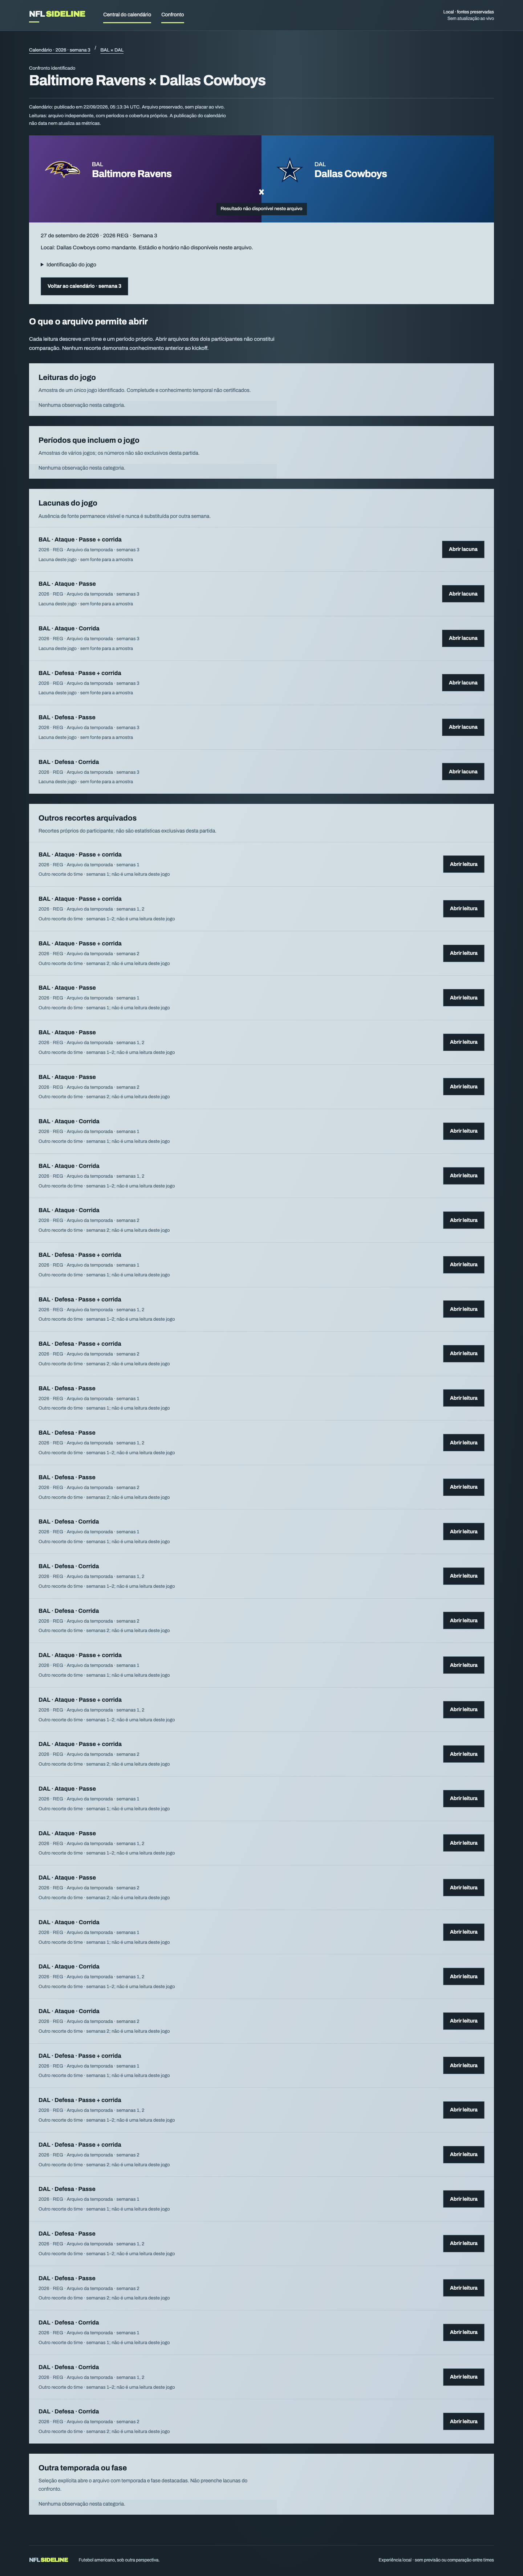 NFL SIDELINE
Central do calendário
Confronto
Local · fontes preservadas
Sem atualização ao vivo
Calendário · 2026 · semana 3 / BAL × DAL
Confronto identificado
Baltimore Ravens × Dallas Cowboys
Calendário: publicado em 22/09/2026, 05:13:34 UTC. Arquivo preservado, sem placar ao vivo.
Leituras: arquivo independente, com períodos e cobertura próprios. A publicação do calendário
não data nem atualiza as métricas.
BAL
Baltimore Ravens
DAL
Dallas Cowboys
x
Resultado não disponível neste arquivo
27 de setembro de 2026 · 2026 REG · Semana 3
Local: Dallas Cowboys como mandante. Estádio e horário não disponíveis neste arquivo.
Identificação do jogo
Voltar ao calendário · semana 3
O que o arquivo permite abrir
Cada leitura descreve um time e um período próprio. Abrir arquivos dos dois participantes não constitui
comparação. Nenhum recorte demonstra conhecimento anterior ao kickoff.
Leituras do jogo
Amostra de um único jogo identificado. Completude e conhecimento temporal não certificados.
Nenhuma observação nesta categoria.
Períodos que incluem o jogo
Amostras de vários jogos; os números não são exclusivos desta partida.
Nenhuma observação nesta categoria.
Lacunas do jogo
Ausência de fonte permanece visível e nunca é substituída por outra semana.
BAL · Ataque · Passe + corrida
2026 · REG · Arquivo da temporada · semanas 3
Lacuna deste jogo · sem fonte para a amostra
Abrir lacuna
BAL · Ataque · Passe
2026 · REG · Arquivo da temporada · semanas 3
Lacuna deste jogo · sem fonte para a amostra
Abrir lacuna
BAL · Ataque · Corrida
2026 · REG · Arquivo da temporada · semanas 3
Lacuna deste jogo · sem fonte para a amostra
Abrir lacuna
BAL · Defesa · Passe + corrida
2026 · REG · Arquivo da temporada · semanas 3
Lacuna deste jogo · sem fonte para a amostra
Abrir lacuna
BAL · Defesa · Passe
2026 · REG · Arquivo da temporada · semanas 3
Lacuna deste jogo · sem fonte para a amostra
Abrir lacuna
BAL · Defesa · Corrida
2026 · REG · Arquivo da temporada · semanas 3
Lacuna deste jogo · sem fonte para a amostra
Abrir lacuna
Outros recortes arquivados
Recortes próprios do participante; não são estatísticas exclusivas desta partida.
BAL · Ataque · Passe + corrida
2026 · REG · Arquivo da temporada · semanas 1
Outro recorte do time · semanas 1; não é uma leitura deste jogo
Abrir leitura
BAL · Ataque · Passe + corrida
2026 · REG · Arquivo da temporada · semanas 1, 2
Outro recorte do time · semanas 1–2; não é uma leitura deste jogo
Abrir leitura
BAL · Ataque · Passe + corrida
2026 · REG · Arquivo da temporada · semanas 2
Outro recorte do time · semanas 2; não é uma leitura deste jogo
Abrir leitura
BAL · Ataque · Passe
2026 · REG · Arquivo da temporada · semanas 1
Outro recorte do time · semanas 1; não é uma leitura deste jogo
Abrir leitura
BAL · Ataque · Passe
2026 · REG · Arquivo da temporada · semanas 1, 2
Outro recorte do time · semanas 1–2; não é uma leitura deste jogo
Abrir leitura
BAL · Ataque · Passe
2026 · REG · Arquivo da temporada · semanas 2
Outro recorte do time · semanas 2; não é uma leitura deste jogo
Abrir leitura
BAL · Ataque · Corrida
2026 · REG · Arquivo da temporada · semanas 1
Outro recorte do time · semanas 1; não é uma leitura deste jogo
Abrir leitura
BAL · Ataque · Corrida
2026 · REG · Arquivo da temporada · semanas 1, 2
Outro recorte do time · semanas 1–2; não é uma leitura deste jogo
Abrir leitura
BAL · Ataque · Corrida
2026 · REG · Arquivo da temporada · semanas 2
Outro recorte do time · semanas 2; não é uma leitura deste jogo
Abrir leitura
BAL · Defesa · Passe + corrida
2026 · REG · Arquivo da temporada · semanas 1
Outro recorte do time · semanas 1; não é uma leitura deste jogo
Abrir leitura
BAL · Defesa · Passe + corrida
2026 · REG · Arquivo da temporada · semanas 1, 2
Outro recorte do time · semanas 1–2; não é uma leitura deste jogo
Abrir leitura
BAL · Defesa · Passe + corrida
2026 · REG · Arquivo da temporada · semanas 2
Outro recorte do time · semanas 2; não é uma leitura deste jogo
Abrir leitura
BAL · Defesa · Passe
2026 · REG · Arquivo da temporada · semanas 1
Outro recorte do time · semanas 1; não é uma leitura deste jogo
Abrir leitura
BAL · Defesa · Passe
2026 · REG · Arquivo da temporada · semanas 1, 2
Outro recorte do time · semanas 1–2; não é uma leitura deste jogo
Abrir leitura
BAL · Defesa · Passe
2026 · REG · Arquivo da temporada · semanas 2
Outro recorte do time · semanas 2; não é uma leitura deste jogo
Abrir leitura
BAL · Defesa · Corrida
2026 · REG · Arquivo da temporada · semanas 1
Outro recorte do time · semanas 1; não é uma leitura deste jogo
Abrir leitura
BAL · Defesa · Corrida
2026 · REG · Arquivo da temporada · semanas 1, 2
Outro recorte do time · semanas 1–2; não é uma leitura deste jogo
Abrir leitura
BAL · Defesa · Corrida
2026 · REG · Arquivo da temporada · semanas 2
Outro recorte do time · semanas 2; não é uma leitura deste jogo
Abrir leitura
DAL · Ataque · Passe + corrida
2026 · REG · Arquivo da temporada · semanas 1
Outro recorte do time · semanas 1; não é uma leitura deste jogo
Abrir leitura
DAL · Ataque · Passe + corrida
2026 · REG · Arquivo da temporada · semanas 1, 2
Outro recorte do time · semanas 1–2; não é uma leitura deste jogo
Abrir leitura
DAL · Ataque · Passe + corrida
2026 · REG · Arquivo da temporada · semanas 2
Outro recorte do time · semanas 2; não é uma leitura deste jogo
Abrir leitura
DAL · Ataque · Passe
2026 · REG · Arquivo da temporada · semanas 1
Outro recorte do time · semanas 1; não é uma leitura deste jogo
Abrir leitura
DAL · Ataque · Passe
2026 · REG · Arquivo da temporada · semanas 1, 2
Outro recorte do time · semanas 1–2; não é uma leitura deste jogo
Abrir leitura
DAL · Ataque · Passe
2026 · REG · Arquivo da temporada · semanas 2
Outro recorte do time · semanas 2; não é uma leitura deste jogo
Abrir leitura
DAL · Ataque · Corrida
2026 · REG · Arquivo da temporada · semanas 1
Outro recorte do time · semanas 1; não é uma leitura deste jogo
Abrir leitura
DAL · Ataque · Corrida
2026 · REG · Arquivo da temporada · semanas 1, 2
Outro recorte do time · semanas 1–2; não é uma leitura deste jogo
Abrir leitura
DAL · Ataque · Corrida
2026 · REG · Arquivo da temporada · semanas 2
Outro recorte do time · semanas 2; não é uma leitura deste jogo
Abrir leitura
DAL · Defesa · Passe + corrida
2026 · REG · Arquivo da temporada · semanas 1
Outro recorte do time · semanas 1; não é uma leitura deste jogo
Abrir leitura
DAL · Defesa · Passe + corrida
2026 · REG · Arquivo da temporada · semanas 1, 2
Outro recorte do time · semanas 1–2; não é uma leitura deste jogo
Abrir leitura
DAL · Defesa · Passe + corrida
2026 · REG · Arquivo da temporada · semanas 2
Outro recorte do time · semanas 2; não é uma leitura deste jogo
Abrir leitura
DAL · Defesa · Passe
2026 · REG · Arquivo da temporada · semanas 1
Outro recorte do time · semanas 1; não é uma leitura deste jogo
Abrir leitura
DAL · Defesa · Passe
2026 · REG · Arquivo da temporada · semanas 1, 2
Outro recorte do time · semanas 1–2; não é uma leitura deste jogo
Abrir leitura
DAL · Defesa · Passe
2026 · REG · Arquivo da temporada · semanas 2
Outro recorte do time · semanas 2; não é uma leitura deste jogo
Abrir leitura
DAL · Defesa · Corrida
2026 · REG · Arquivo da temporada · semanas 1
Outro recorte do time · semanas 1; não é uma leitura deste jogo
Abrir leitura
DAL · Defesa · Corrida
2026 · REG · Arquivo da temporada · semanas 1, 2
Outro recorte do time · semanas 1–2; não é uma leitura deste jogo
Abrir leitura
DAL · Defesa · Corrida
2026 · REG · Arquivo da temporada · semanas 2
Outro recorte do time · semanas 2; não é uma leitura deste jogo
Abrir leitura
Outra temporada ou fase
Seleção explícita abre o arquivo com temporada e fase destacadas. Não preenche lacunas do
confronto.
Nenhuma observação nesta categoria.
NFL SIDELINE
Futebol americano, sob outra perspectiva.
Experiência local · sem previsão ou comparação entre times